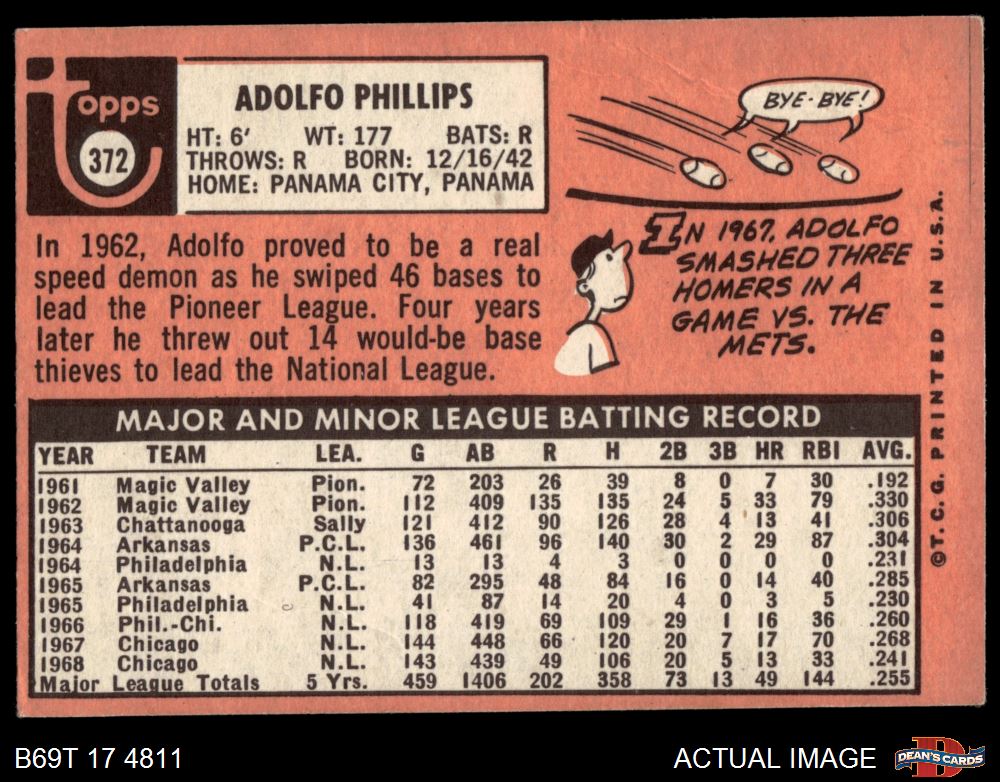 Topps
372
ADOLFO PHILLIPS
HT: 6' WT: 177 BATS: R
THROWS: R BORN: 12/16/42
HOME: PANAMA CITY, PANAMA
BYE-BYE!
In 1962, Adolfo proved to be a real
speed demon as he swiped 46 bases to
lead the Pioneer League. Four years
later he threw out 14 would-be base
thieves to lead the National League.
IN 1967, ADOLFO
SMASHED THREE
HOMERS IN A
GAME VS. THE
METS.
MAJOR AND MINOR LEAGUE BATTING RECORD
YEAR TEAM LEA. G AB R H 2B 3B HR RBI AVG.
1961 Magic Valley Pion. 72 203 26 39 8 0 7 30 .192
1962 Magic Valley Pion. 112 409 135 135 24 5 33 79 .330
1963 Chattanooga Sally 121 412 90 126 28 4 13 41 .306
1964 Arkansas P.C.L. 136 461 96 140 30 2 29 87 .304
1964 Philadelphia N.L. 13 13 4 3 0 0 0 0 .231
1965 Arkansas P.C.L. 82 295 48 84 16 0 14 40 .285
1965 Philadelphia N.L. 41 87 14 20 4 0 3 5 .230
1966 Phil.-Chi. N.L. 118 419 69 109 29 1 16 36 .260
1967 Chicago N.L. 144 448 66 120 20 7 17 70 .268
1968 Chicago N.L. 143 439 49 106 20 5 13 33 .241
Major League Totals 5 Yrs. 459 1406 202 358 73 13 49 144 .255
©T.C.G. PRINTED IN U.S.A.
B69T 17 4811
ACTUAL IMAGE
D
DEAN'S CARDS